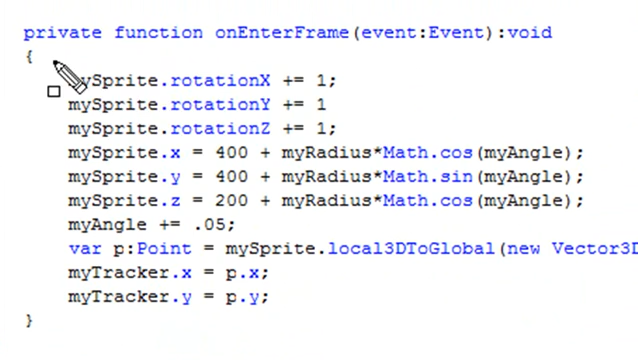 private function onEnterFrame(event:Event):void
{
mySprite.rotationX += 1;
mySprite.rotationY += 1
mySprite.rotationZ += 1;
mySprite.x = 400 + myRadius*Math.cos(myAngle);
mySprite.y = 400 + myRadius*Math.sin(myAngle);
mySprite.z = 200 + myRadius*Math.cos(myAngle);
myAngle += .05;
var p:Point = mySprite.local3DToGlobal(new Vector3D
myTracker.x = p.x;
myTracker.y = p.y;
}